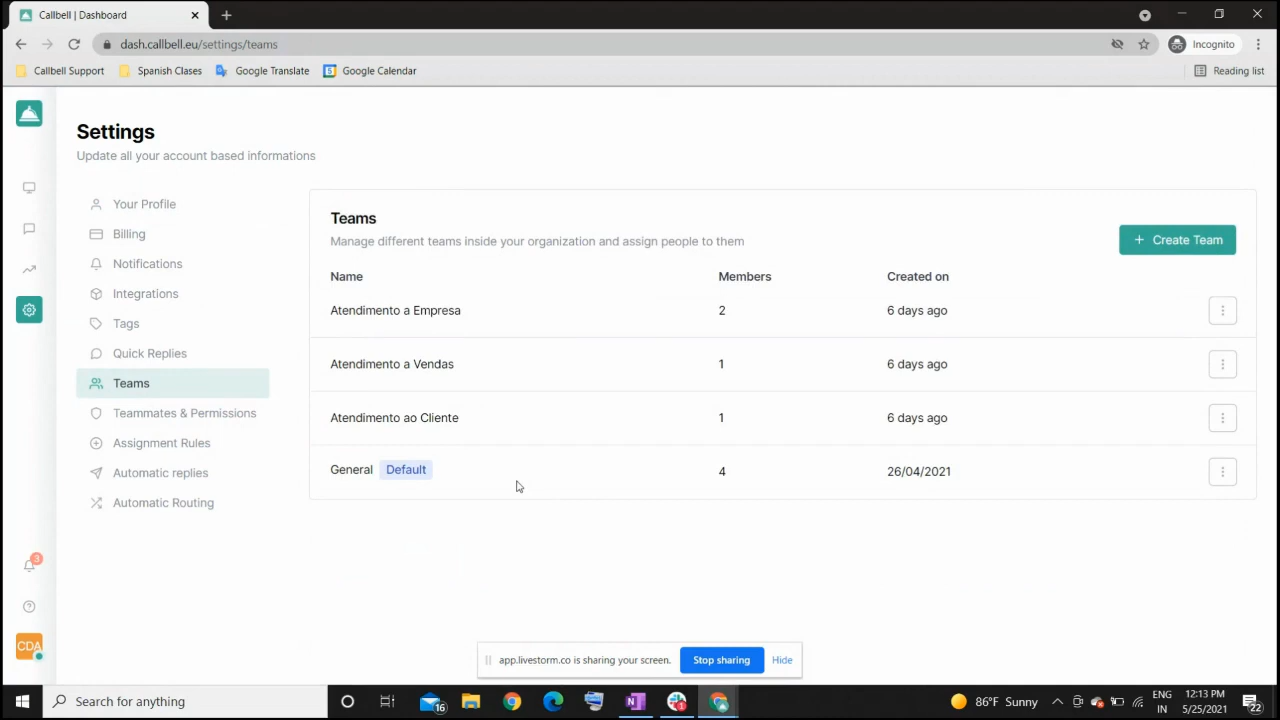 Callbell | Dashboard
dash.callbell.eu/settings/teams
Incognito
Callbell Support
Spanish Clases
Google Translate
Google Calendar
Reading list
Settings
Update all your account based informations
Your Profile
Billing
Notifications
Integrations
Tags
Quick Replies
Teams
Teammates & Permissions
Assignment Rules
Automatic replies
Automatic Routing
3
CDA
Teams
Manage different teams inside your organization and assign people to them
+ Create Team
Name Members Created on
Atendimento a Empresa 2 6 days ago
Atendimento a Vendas 1 6 days ago
Atendimento ao Cliente 1 6 days ago
General Default 4 26/04/2021
app.livestorm.co is sharing your screen. Stop sharing Hide
Search for anything
16
1
86°F Sunny
ENG
IN
12:13 PM
5/25/2021
22